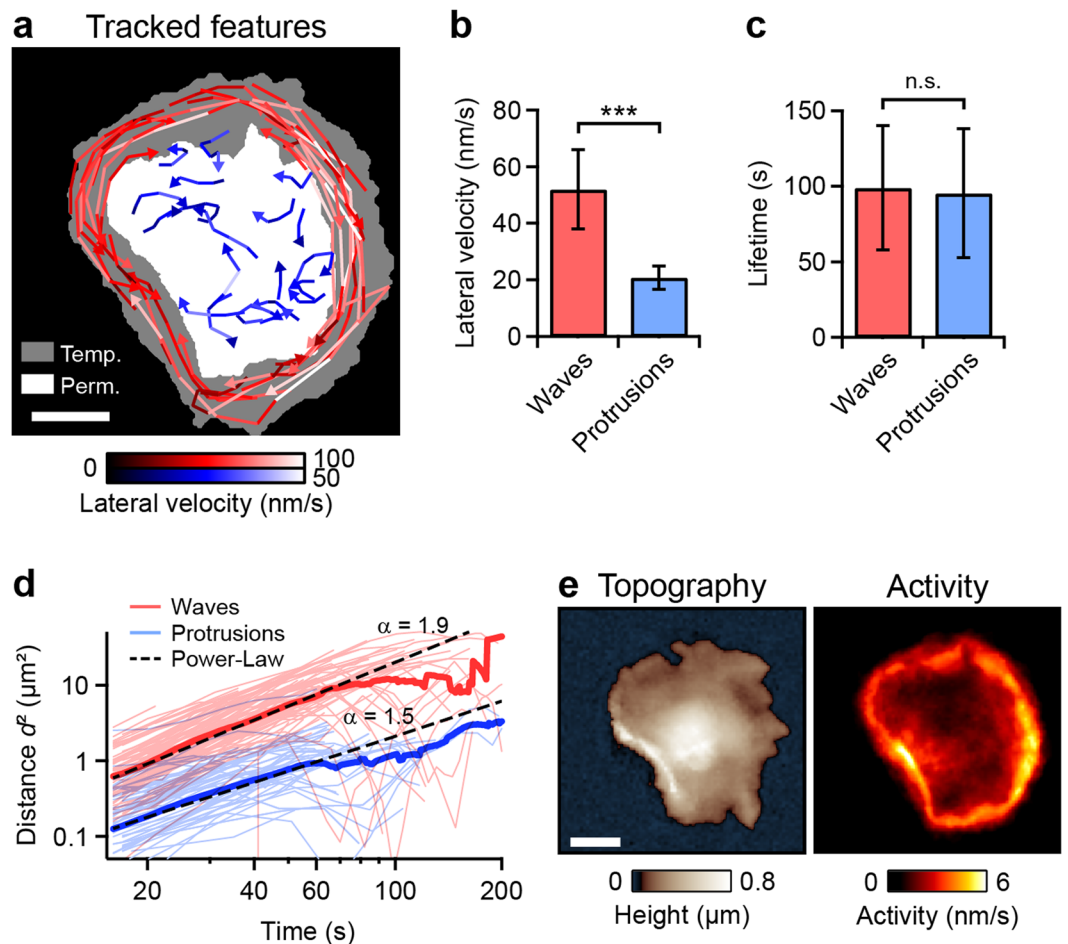 a Tracked features
Temp.
Perm.
0 100
50
Lateral velocity (nm/s)
b
80
60
40
20
0
Lateral velocity (nm/s)
***
Waves
Protrusions
c
150
100
50
0
Lifetime (s)
n.s.
Waves
Protrusions
d
Waves
Protrusions
Power-Law
α = 1.9
α = 1.5
10
1
0.1
Distance d² (µm²)
20 40 60 100 200
Time (s)
e Topography
0 0.8
Height (µm)
Activity
0 6
Activity (nm/s)